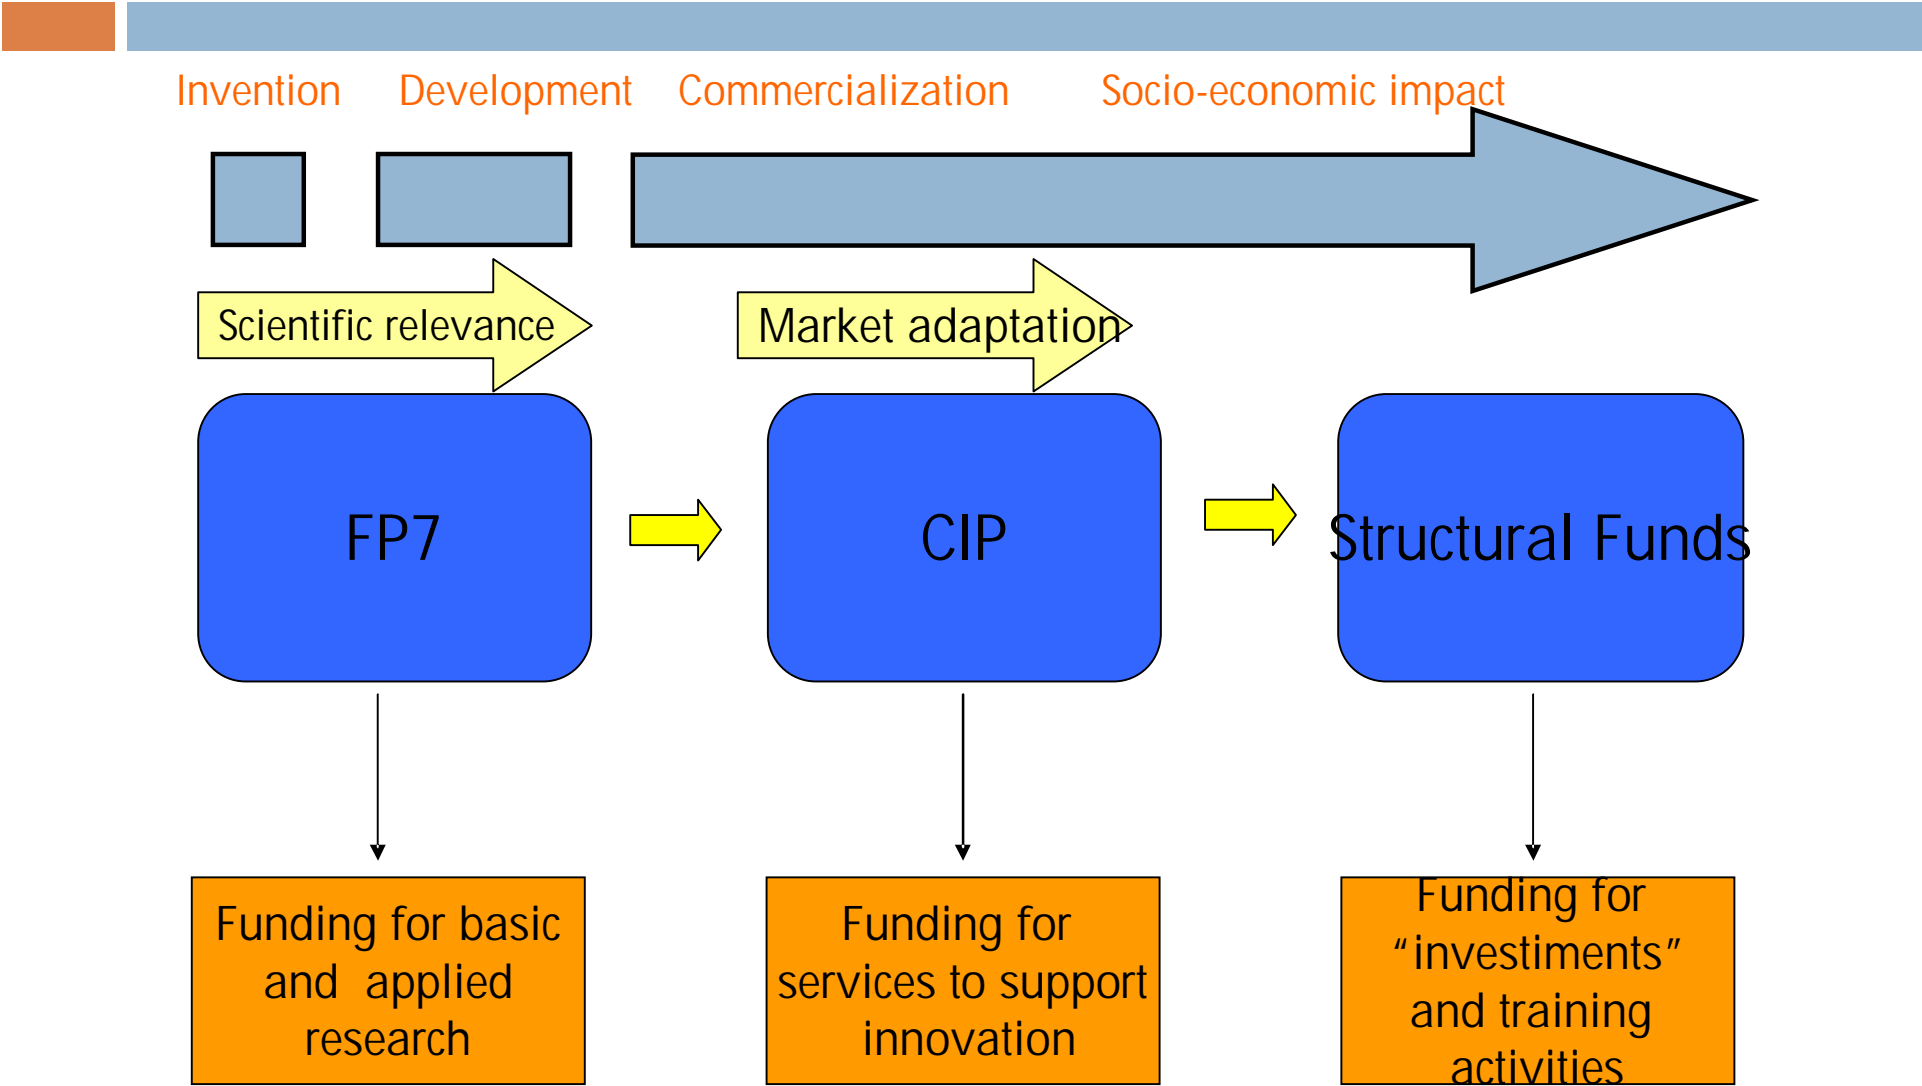 Invention Development Commercialization Socio-economic impact
Scientific relevance
Market adaptation
FP7
CIP
Structural Funds
Funding for basic
and applied
research
Funding for
services to support
innovation
Funding for
“investiments”
and training
activities